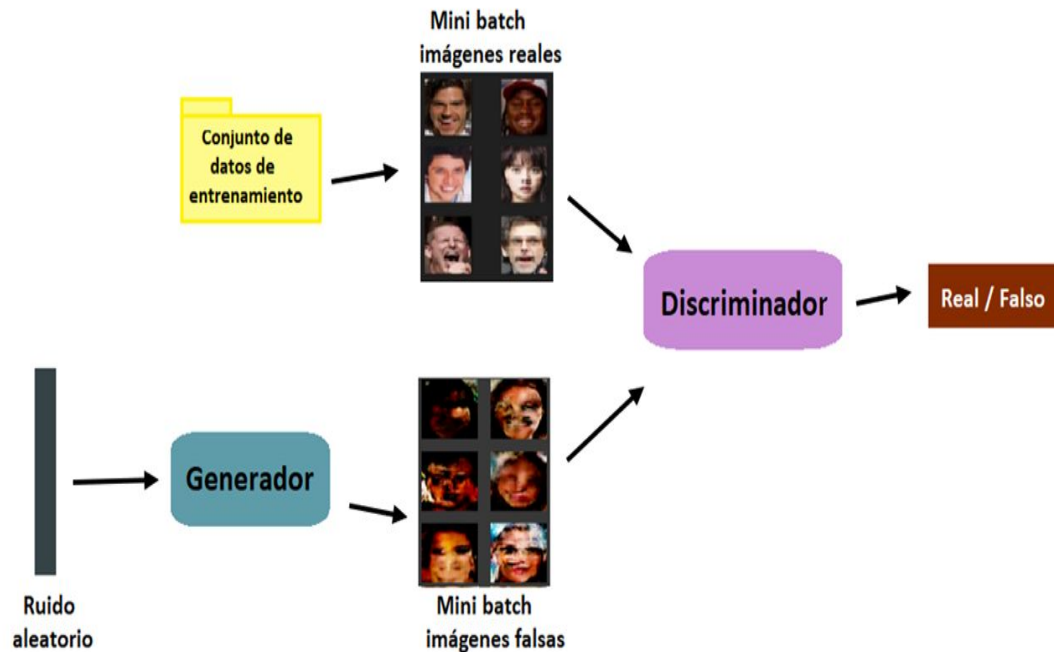 Mini batch
imágenes reales
Conjunto de
datos de
entrenamiento
Discriminador
Real / Falso
Generador
Ruido
aleatorio
Mini batch
imágenes falsas